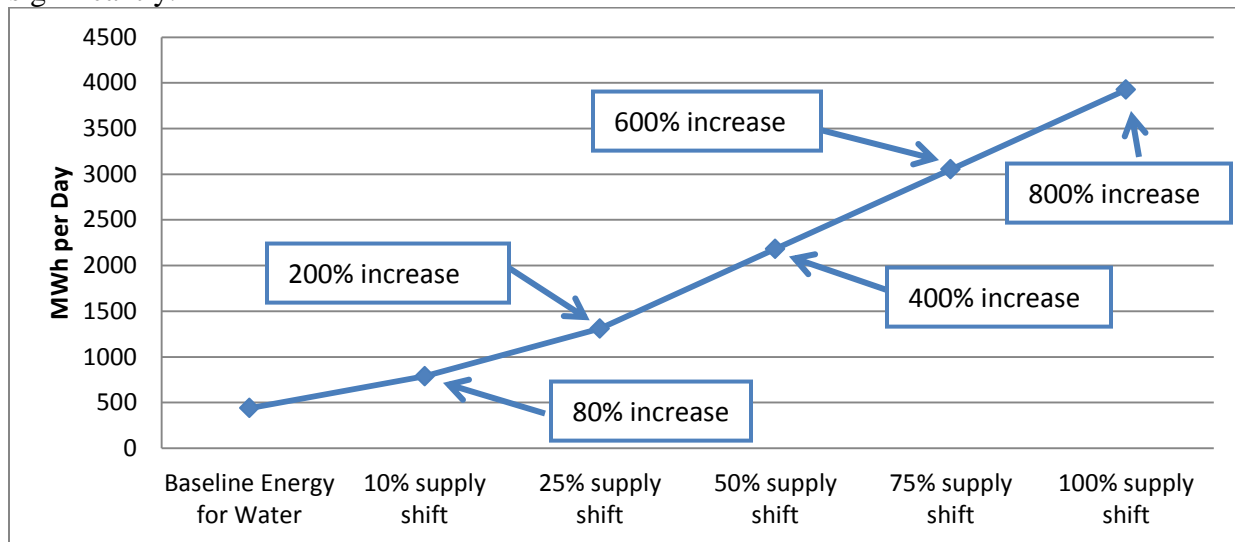 4500
4000
3500
3000
2500
2000
1500
1000
500
0
MWh per Day
600% increase
800% increase
200% increase
400% increase
80% increase
Baseline Energy for Water
10% supply shift
25% supply shift
50% supply shift
75% supply shift
100% supply shift